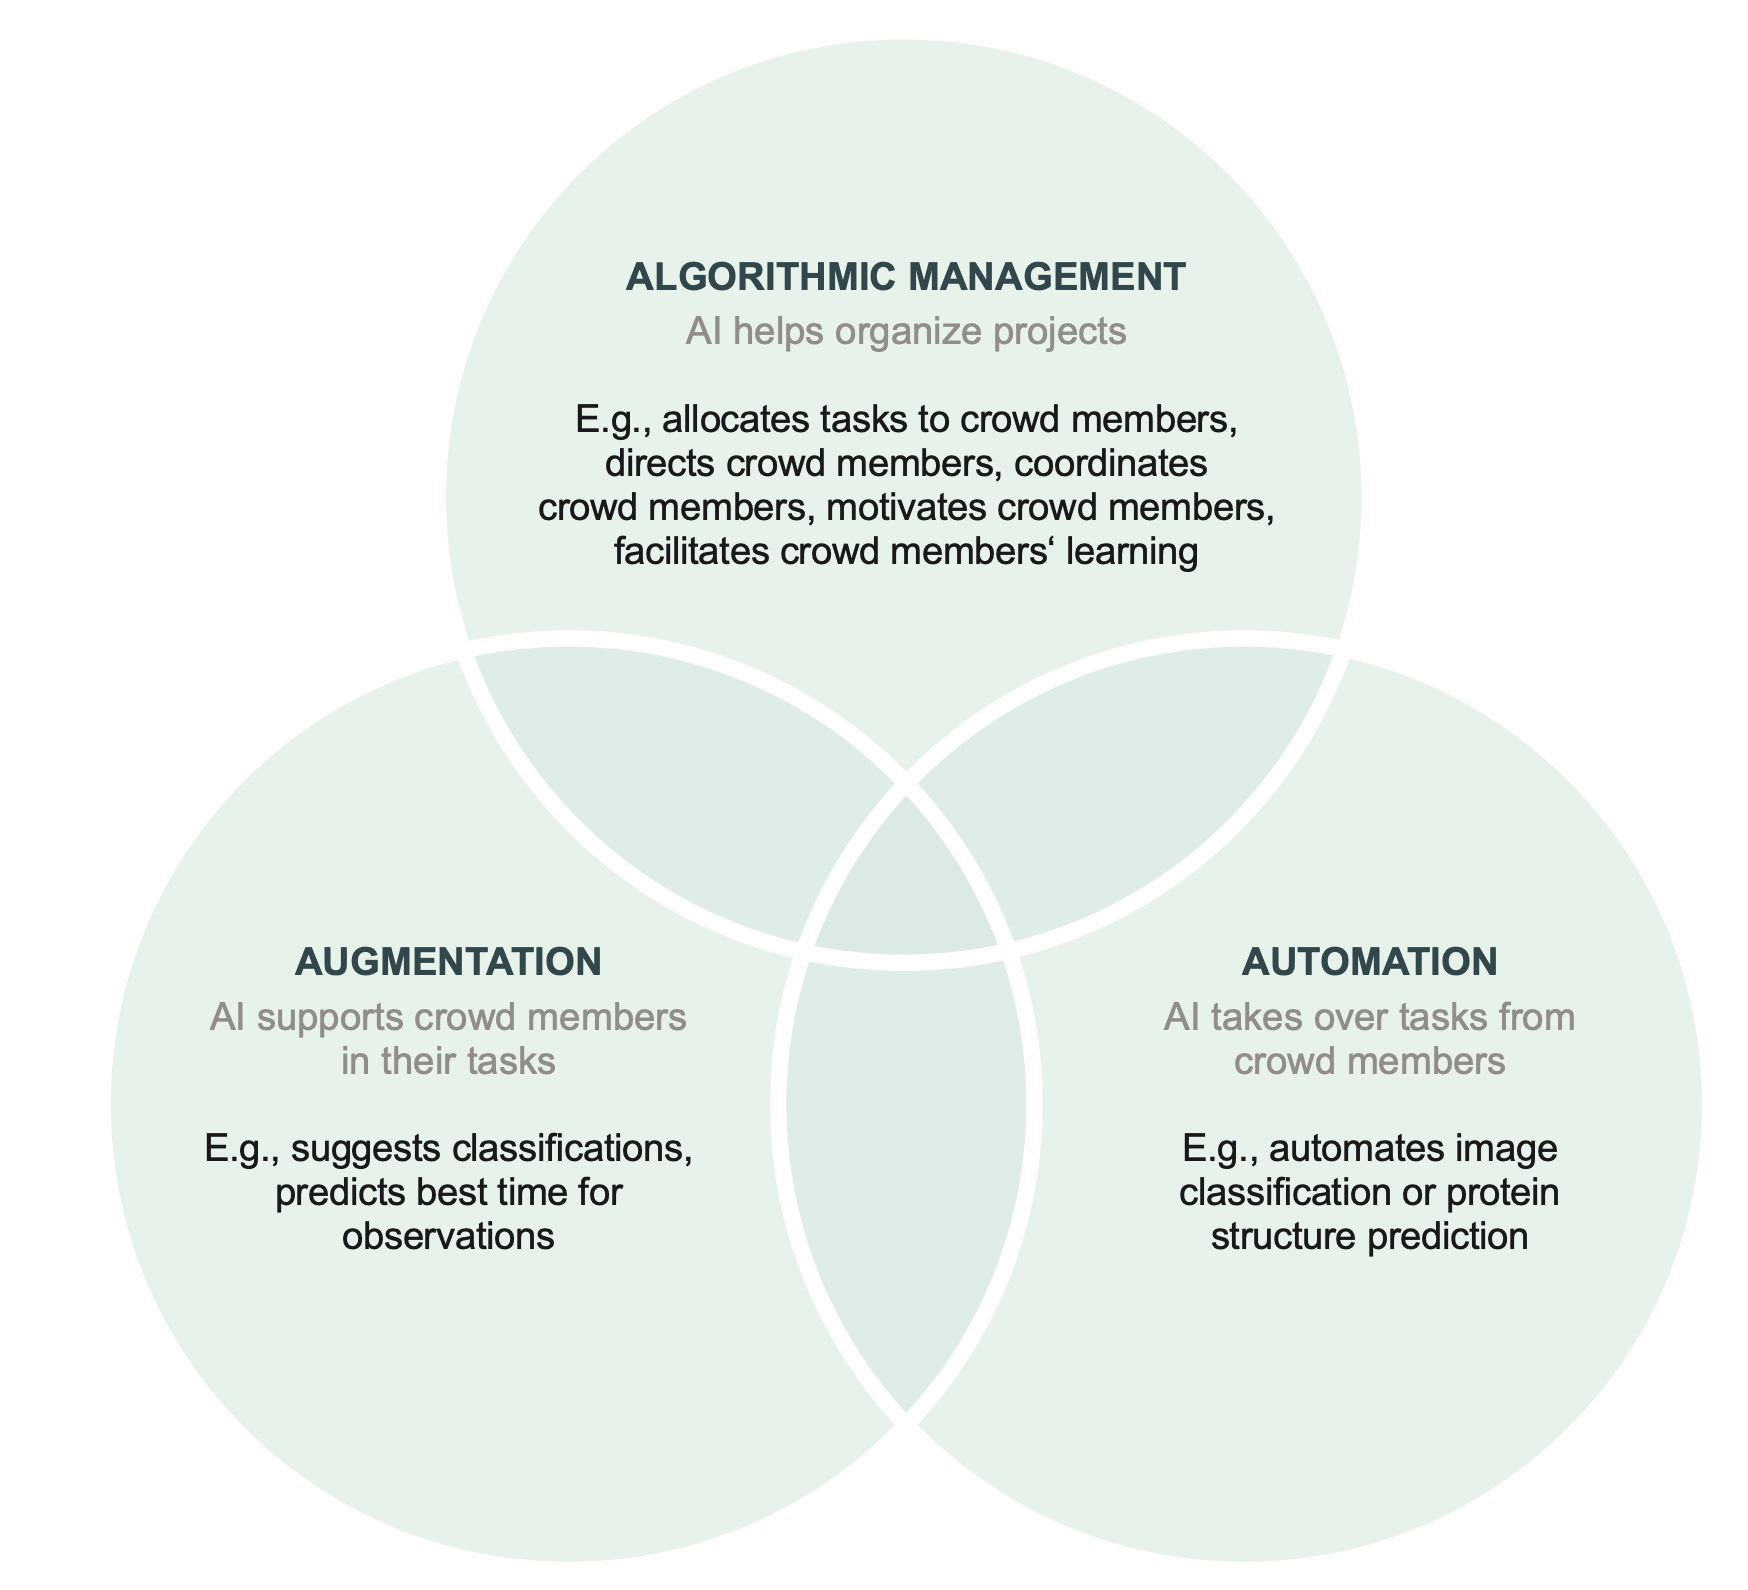 ALGORITHMIC MANAGEMENT
AI helps organize projects
E.g., allocates tasks to crowd members,
directs crowd members, coordinates
crowd members, motivates crowd members,
facilitates crowd members‘ learning
AUGMENTATION
AI supports crowd members
in their tasks
E.g., suggests classifications,
predicts best time for
observations
AUTOMATION
AI takes over tasks from
crowd members
E.g., automates image
classification or protein
structure prediction